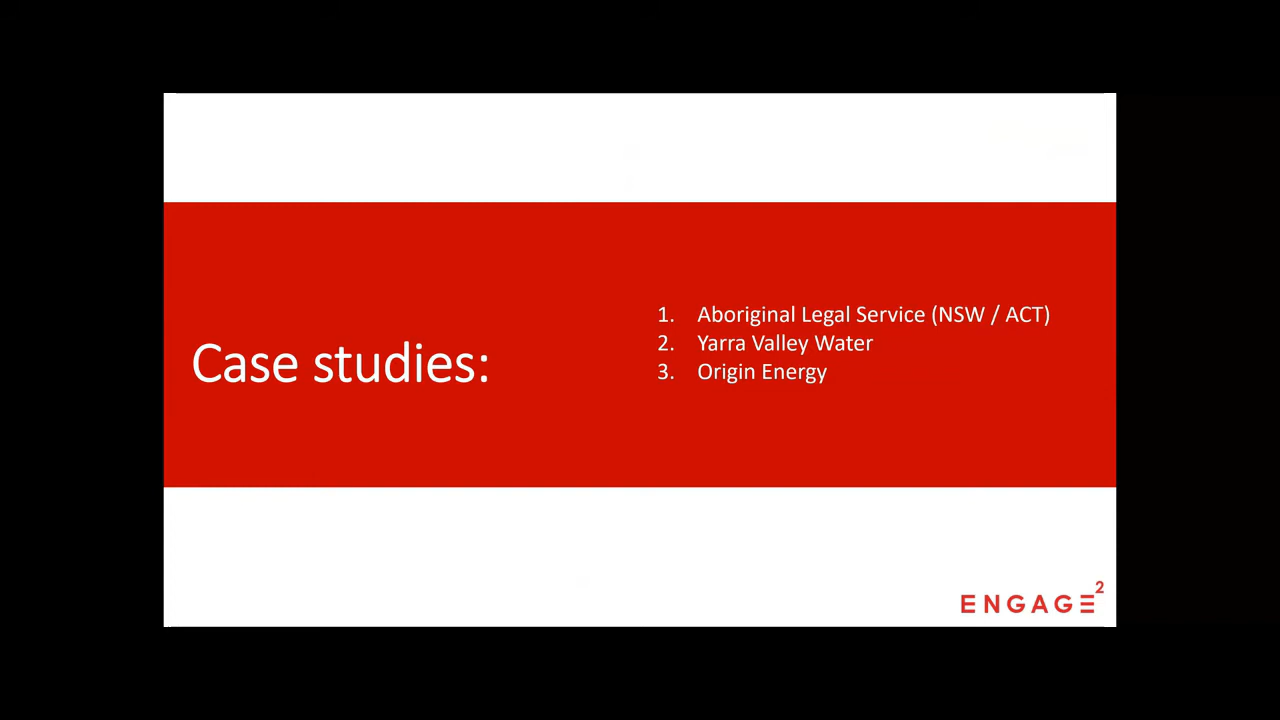 Case studies:
1. Aboriginal Legal Service (NSW / ACT)
2. Yarra Valley Water
3. Origin Energy
ENGAGE2